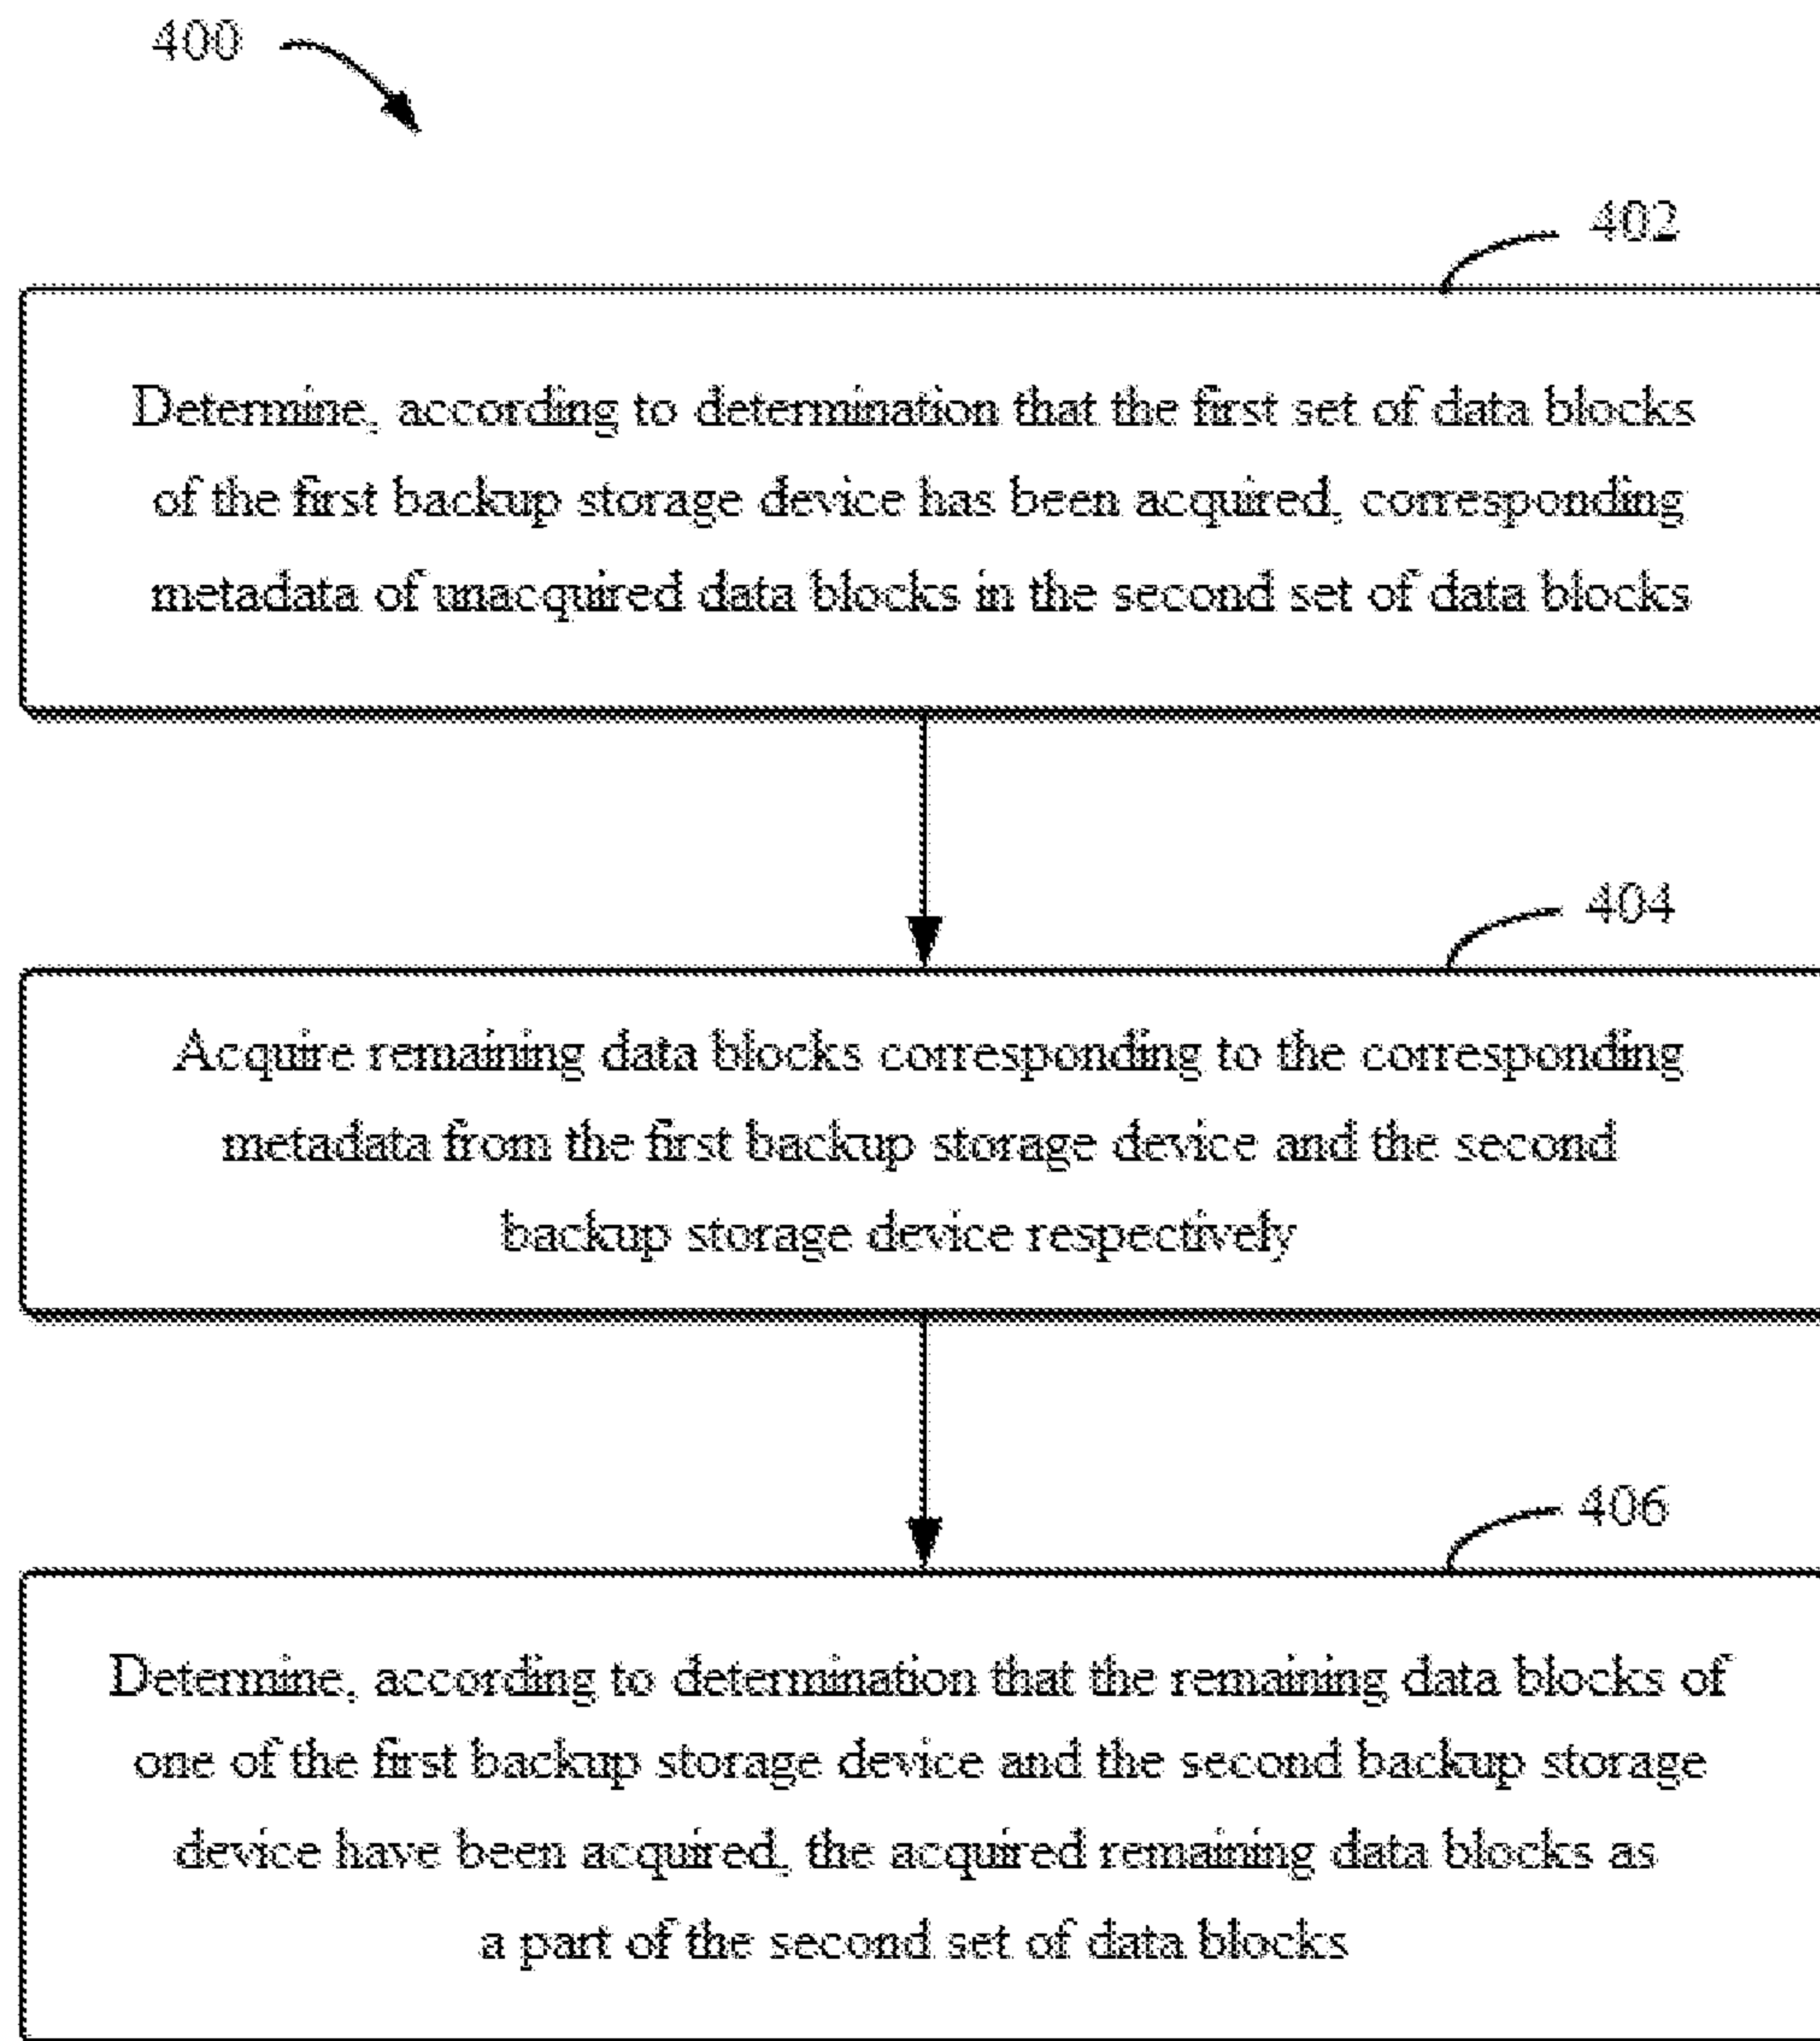 400
402
Determine, according to determination that the first set of data blocks
of the first backup storage device has been acquired, corresponding
metadata of unacquired data blocks in the second set of data blocks
404
Acquire remaining data blocks corresponding to the corresponding
metadata from the first backup storage device and the second
backup storage device respectively
406
Determine, according to determination that the remaining data blocks of
one of the first backup storage device and the second backup storage
device have been acquired, the acquired remaining data blocks as
a part of the second set of data blocks